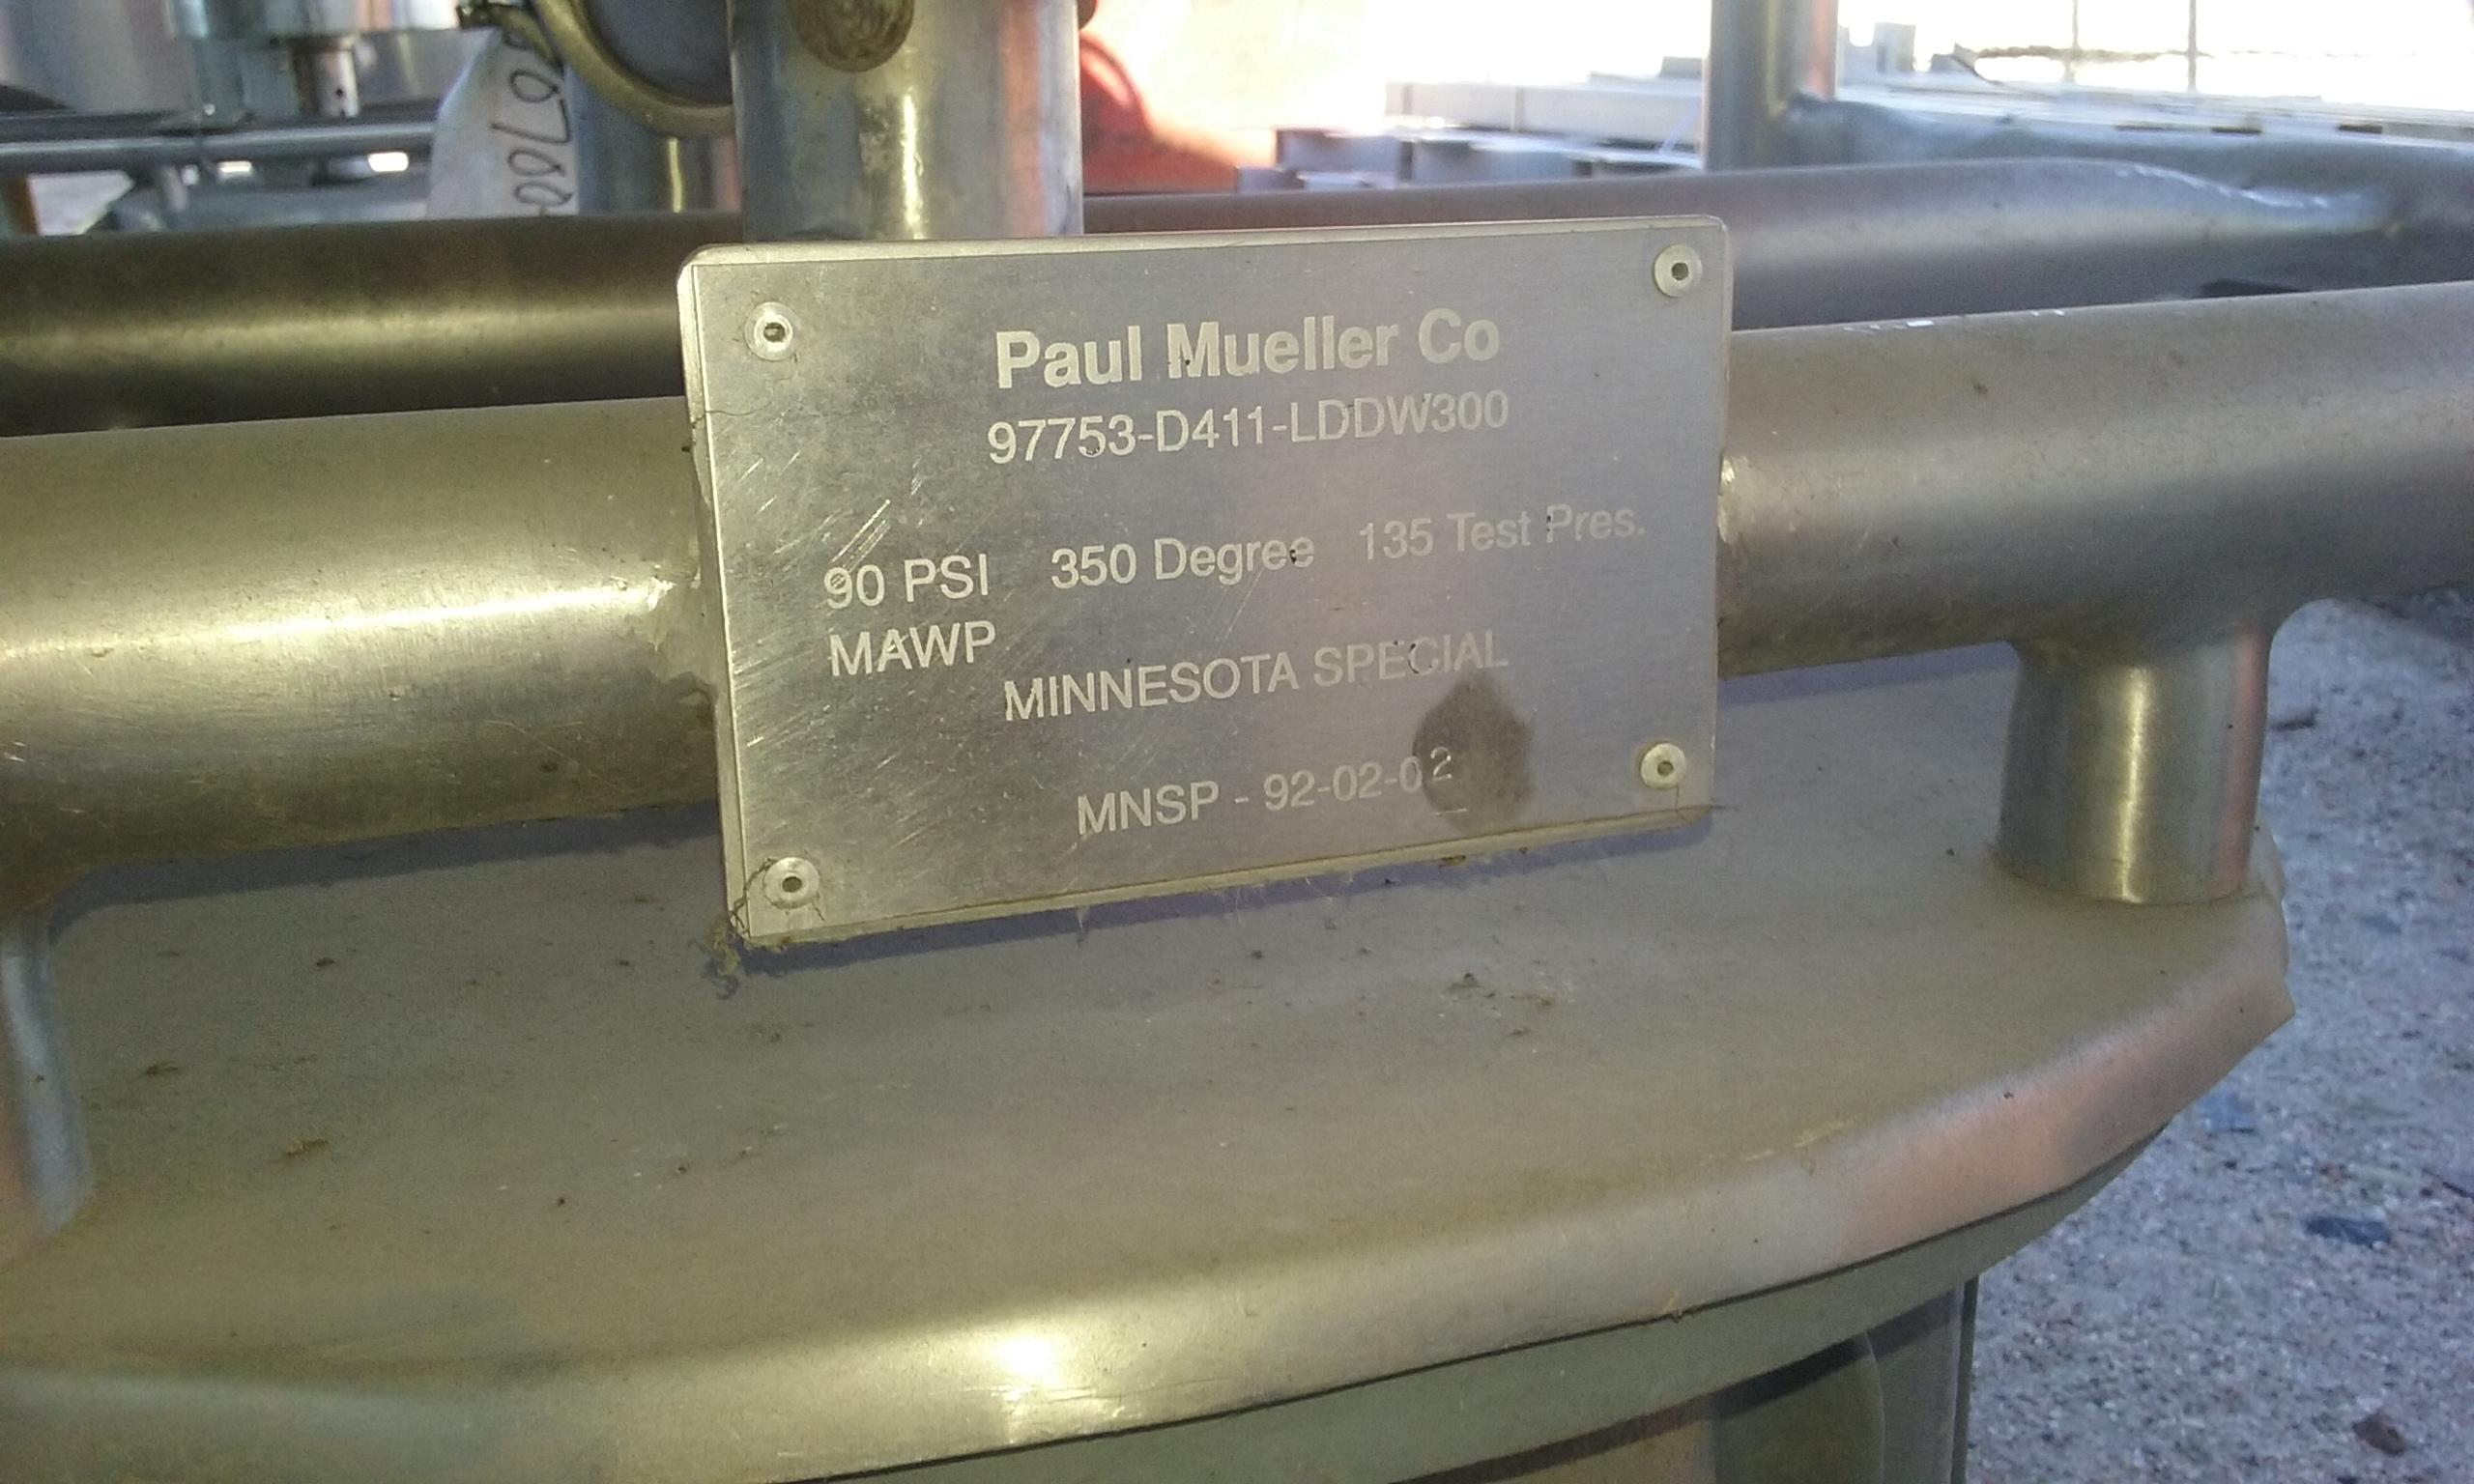 Paul Mueller Co
97753-D411-LDDW300
90 PSI 350 Degree 135 Test Pres.
MAWP
MINNESOTA SPECIAL
MNSP - 92-02-02